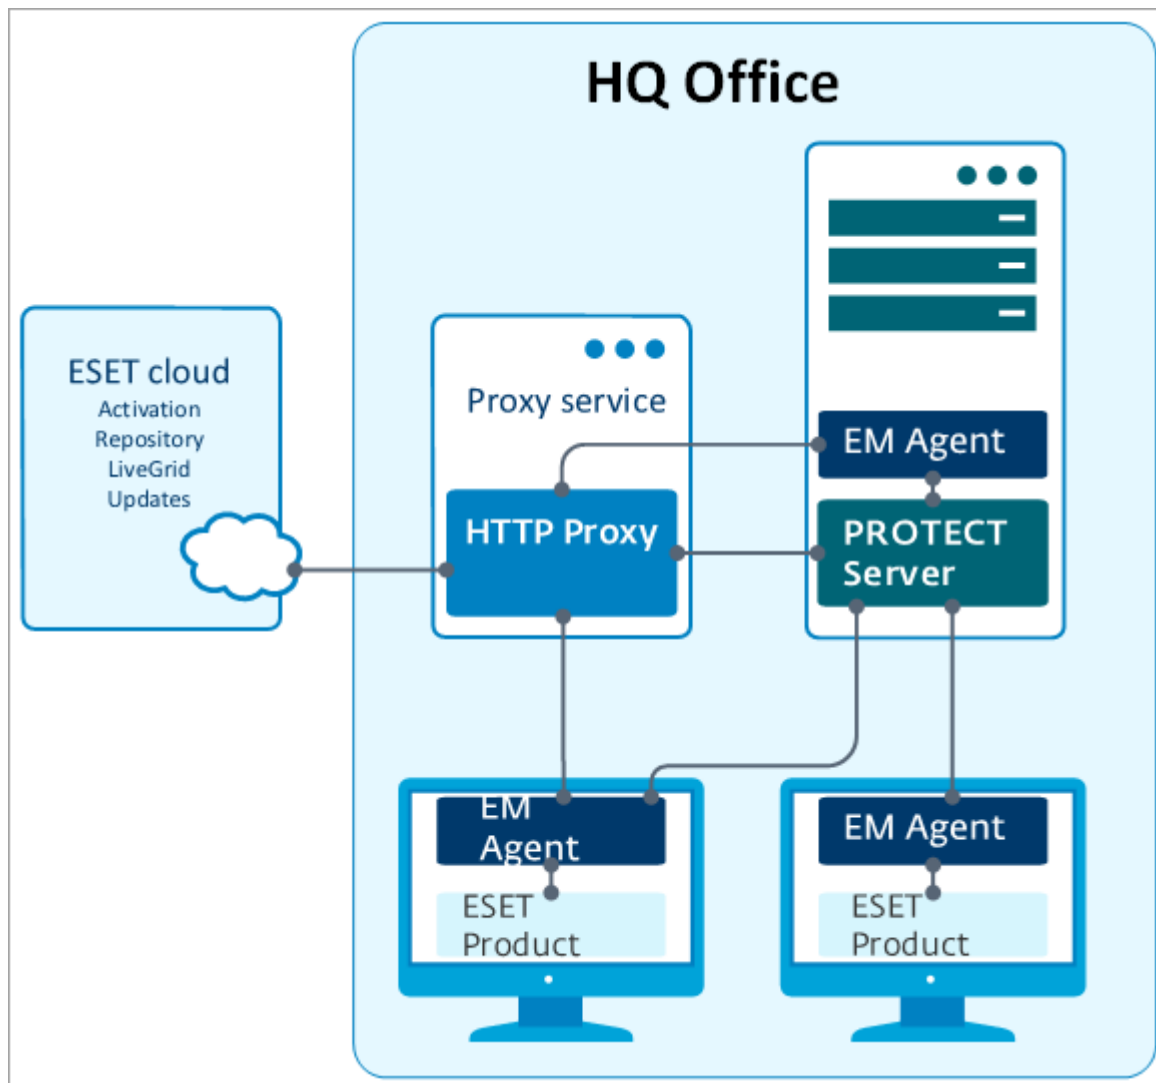 HQ Office
ESET cloud
Activation
Repository
LiveGrid
Updates
Proxy service
HTTP Proxy
EM Agent
PROTECT
Server
EM
Agent
ESET
Product
EM Agent
ESET
Product